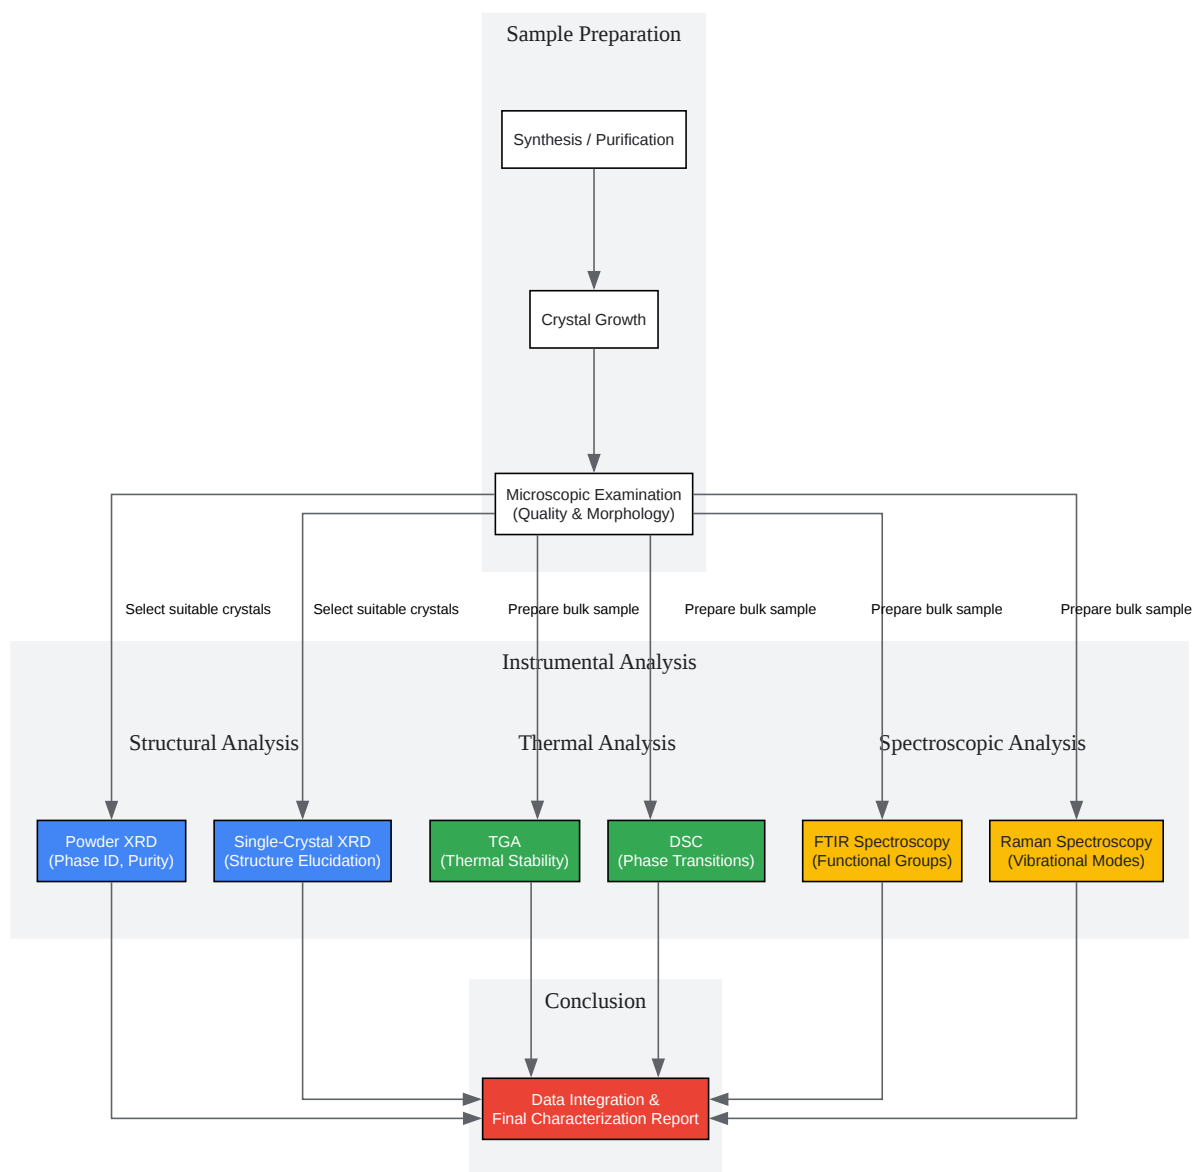 Sample Preparation
Synthesis / Purification
Crystal Growth
Microscopic Examination
(Quality & Morphology)
Select suitable crystals
Select suitable crystals
Prepare bulk sample
Prepare bulk sample
Prepare bulk sample
Prepare bulk sample
Instrumental Analysis
Structural Analysis
Thermal Analysis
Spectroscopic Analysis
Powder XRD
(Phase ID, Purity)
Single-Crystal XRD
(Structure Elucidation)
TGA
(Thermal Stability)
DSC
(Phase Transitions)
FTIR Spectroscopy
(Functional Groups)
Raman Spectroscopy
(Vibrational Modes)
Conclusion
Data Integration &
Final Characterization Report